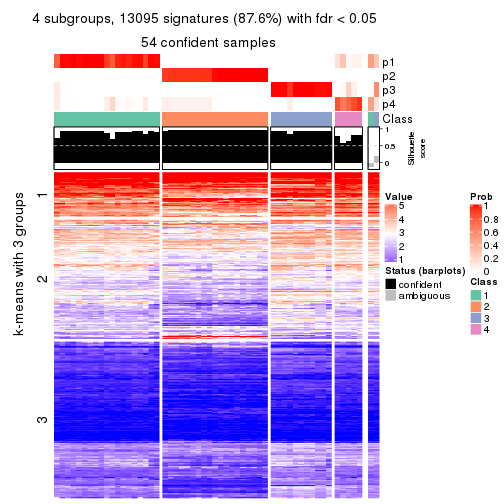 4 subgroups, 13095 signatures (87.6%) with fdr < 0.05
54 confident samples
p1
p2
p3
p4
Class
1
0.5
0
Silhouette
score
k-means with 3 groups
1
2
3
Value
5
4
3
2
1
Status (barplots)
confident
ambiguous
Prob
1
0.8
0.6
0.4
0.2
0
Class
1
2
3
4